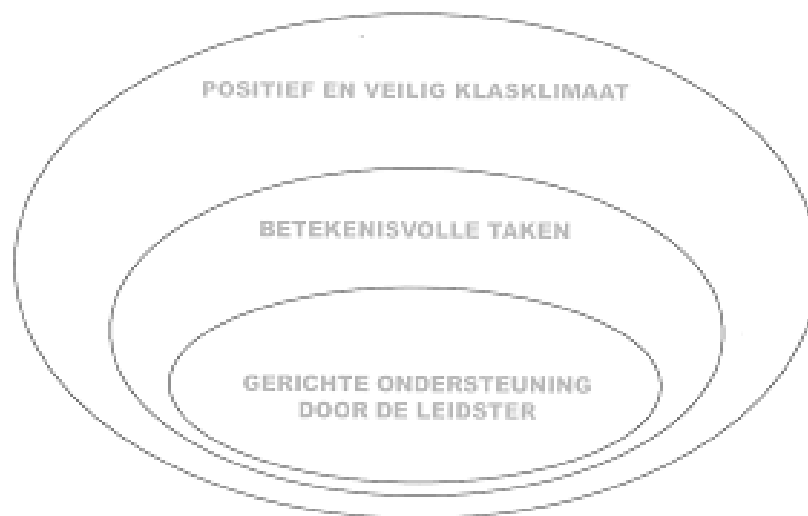 POSITIEF EN VEILIG KLASKLIMAAT
BETEKENISVOLLE TAKEN
GERICHTE ONDERSTEUNING
DOOR DE LEIDSTER